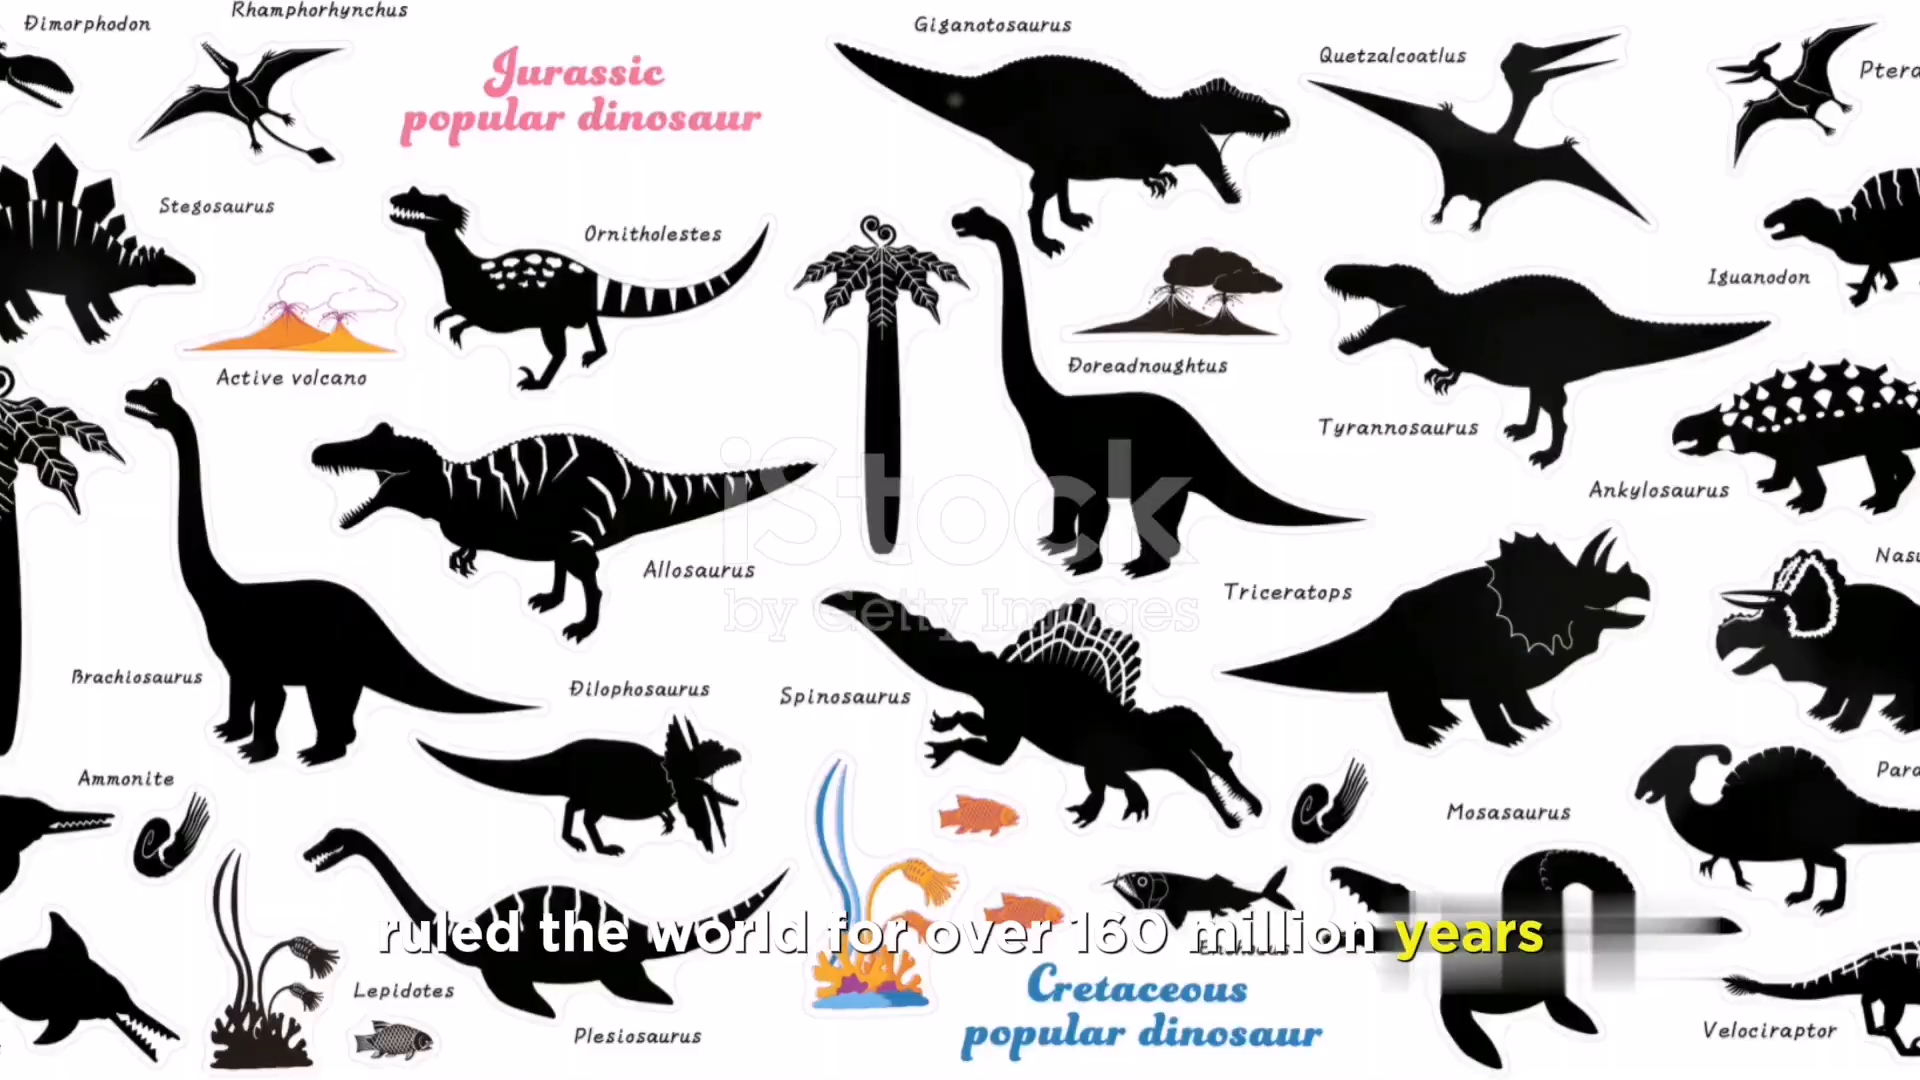 Dimorphodon
Rhamphorhynchus
Jurassic
popular dinosaur
Giganotosaurus
Quetzalcoatlus
Ptera
Stegosaurus
Ornitholestes
Iguanodon
Active volcano
Doreadnoughtus
Tyrannosaurus
Ankylosaurus
iStock
by Getty Images
Allosaurus
Nasu
Triceratops
Brachiosaurus
Dilophosaurus
Spinosaurus
Ammonite
Mosasaurus
Para
ruled the world for over 160 million years
Lepidotes
Plesiosaurus
Cretaceous
popular dinosaur
Velociraptor